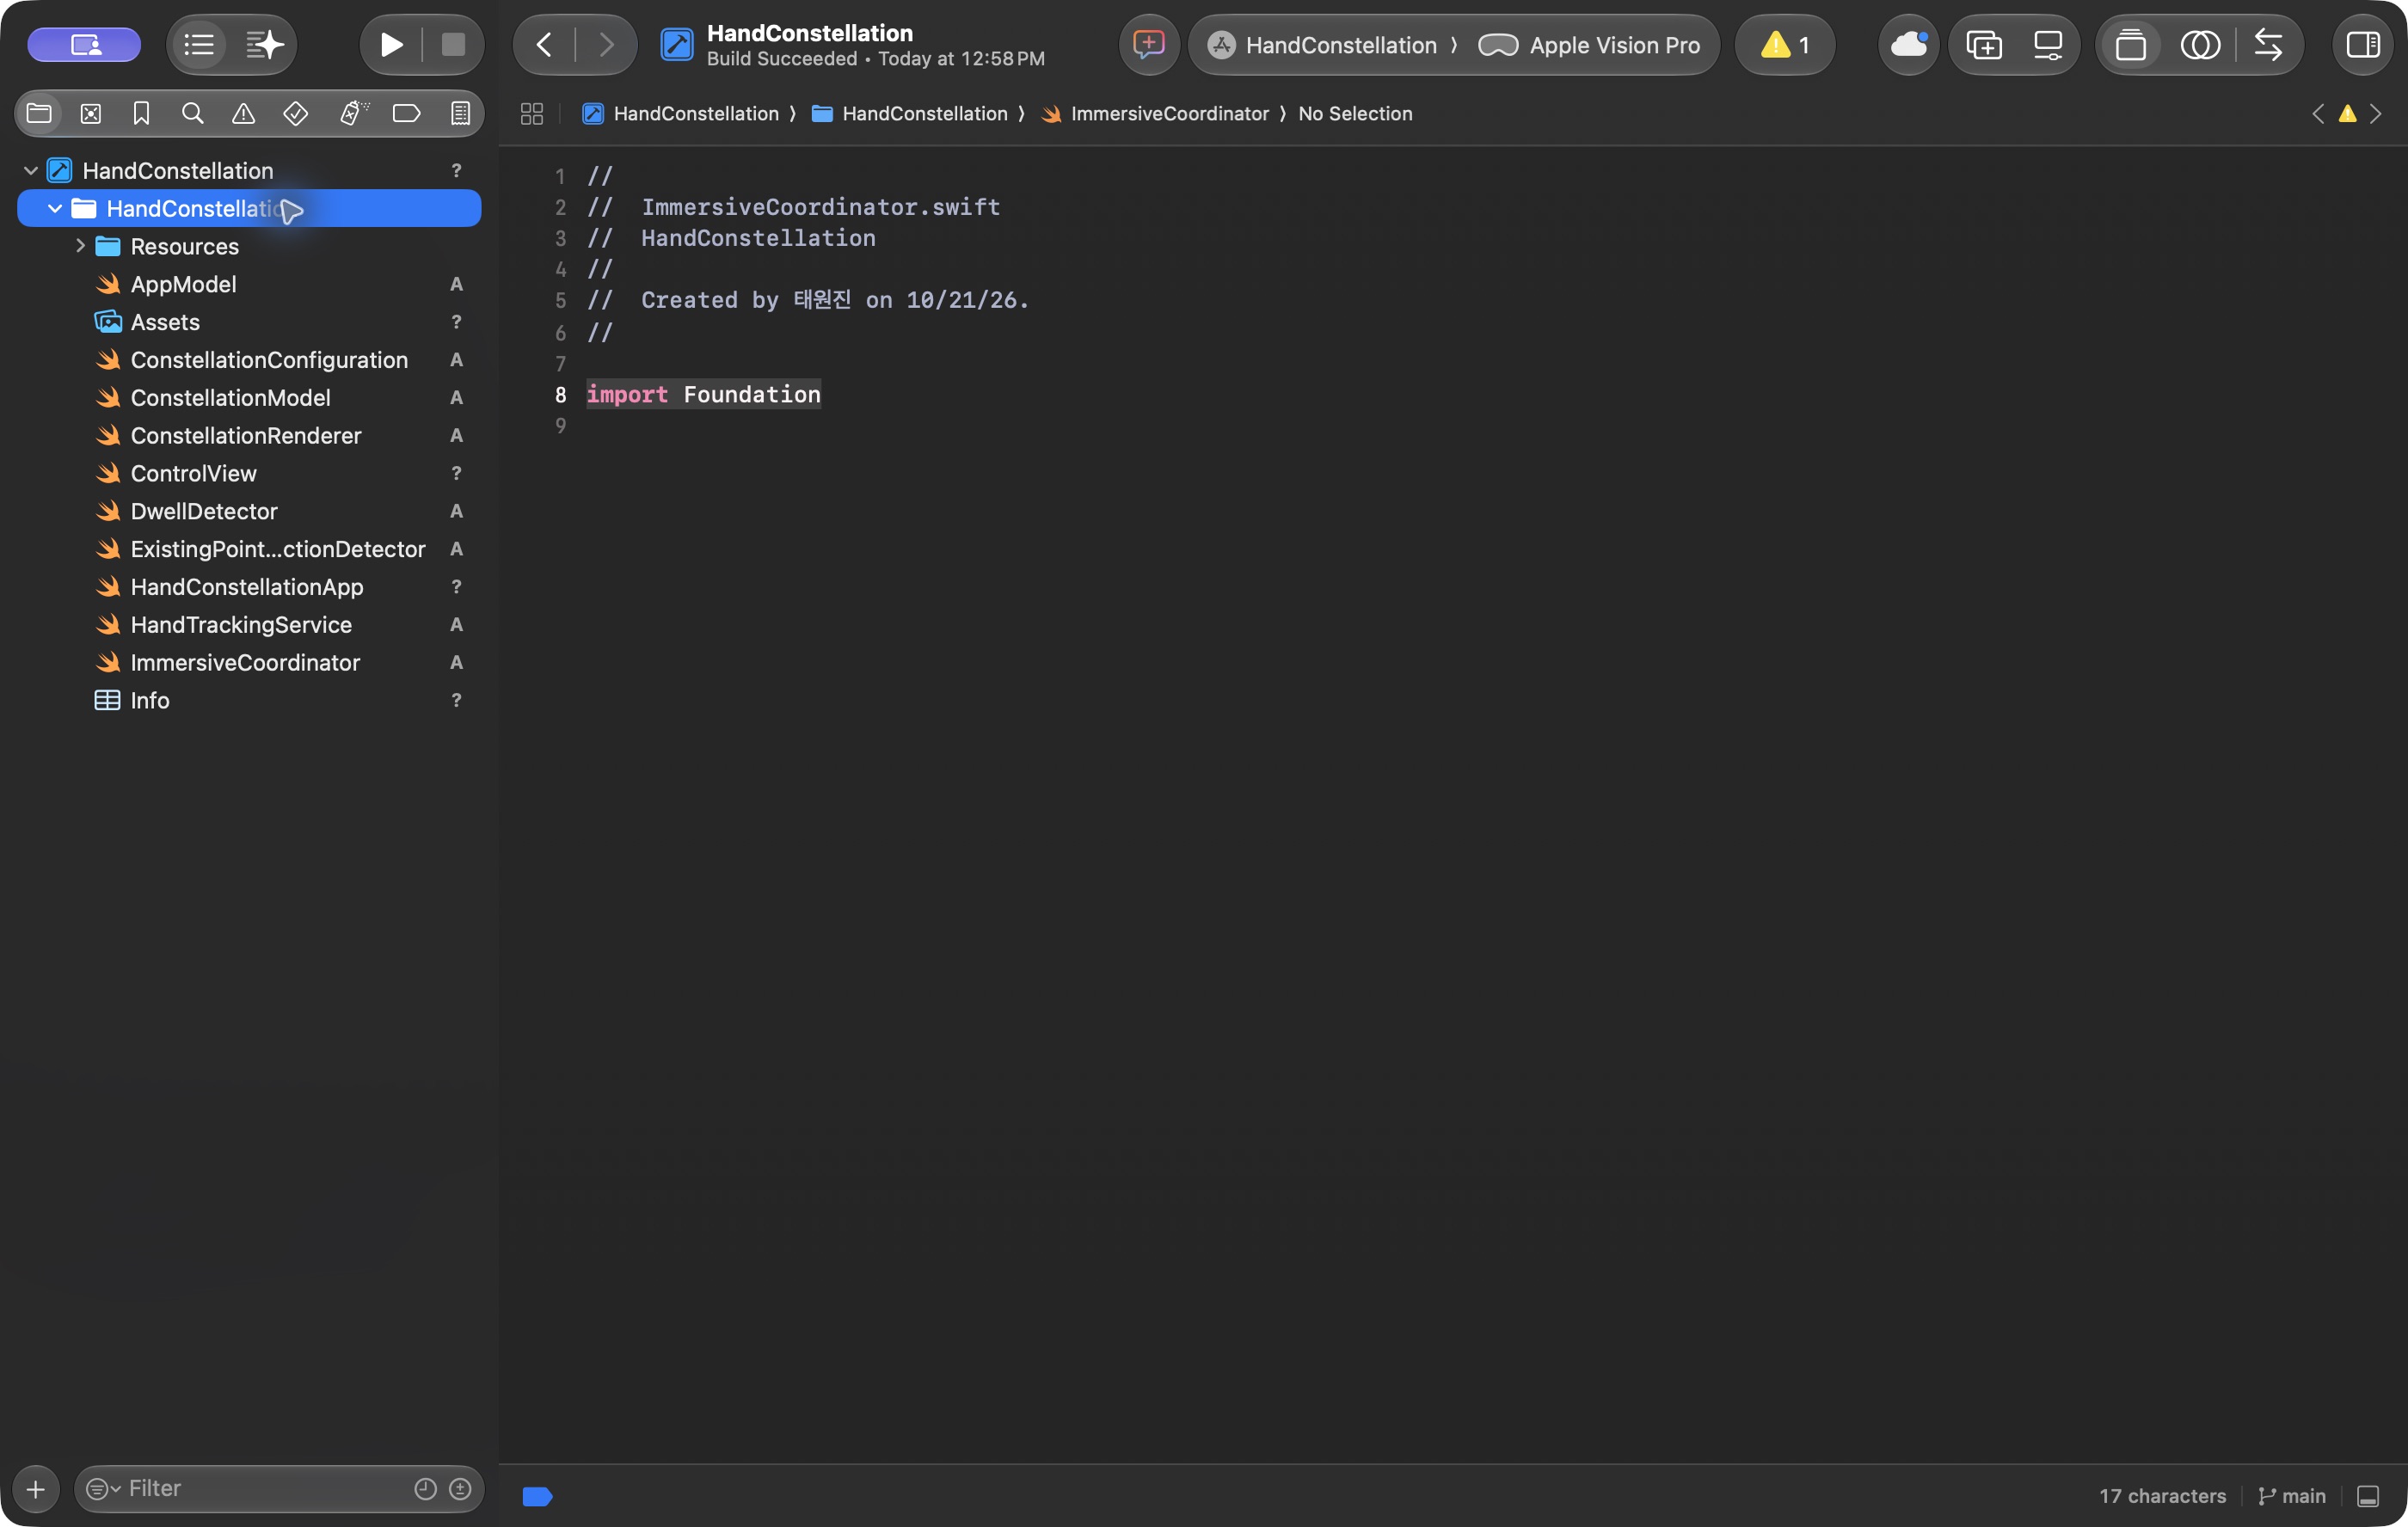 HandConstellation
Build Succeeded • Today at 12:58 PM
HandConstellation ⟩ Apple Vision Pro
1
HandConstellation ⟩ HandConstellation ⟩ ImmersiveCoordinator ⟩ No Selection
HandConstellation ?
Resources
AppModel A
Assets ?
ConstellationConfiguration A
ConstellationModel A
ConstellationRenderer A
ControlView ?
DwellDetector A
ExistingPoint...ctionDetector A
HandConstellationApp ?
HandTrackingService A
ImmersiveCoordinator A
Info ?
Filter
1 //
2 //  ImmersiveCoordinator.swift
3 //  HandConstellation
4 //
5 //  Created by 태원진 on 10/21/26.
6 //
7
8 import Foundation
9
17 characters
main